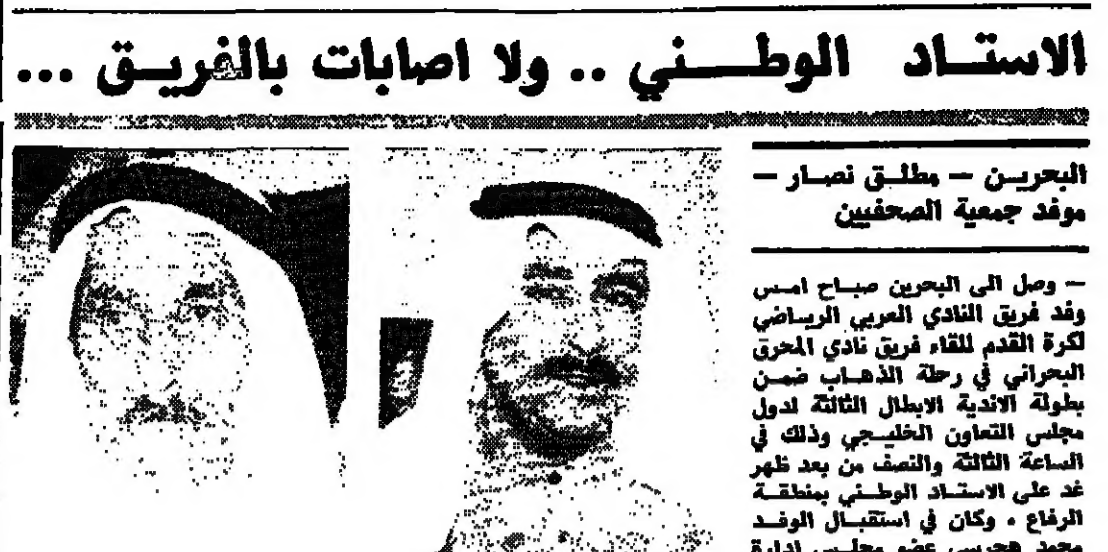 الاستاد الوطني .. ولا اصابات بالفريق ...
البحرين — مطلق نصار —
موفد جمعية الصحفيين
— وصل الى البحرين صباح امس
وفد فريق النادي العربي الرياضي
لكرة القدم للقاء فريق نادي المحرق
البحراني في رحلة الذهاب ضمن
بطولة الاندية الابطال الثالثة لدول
مجلس التعاون الخليجي وذلك في
الساعة الثالثة والنصف من بعد ظهر
غد على الاستاد الوطني بمنطقة
الرفاع ، وكان في استقبال الوفد
عضو مجلس ادارة